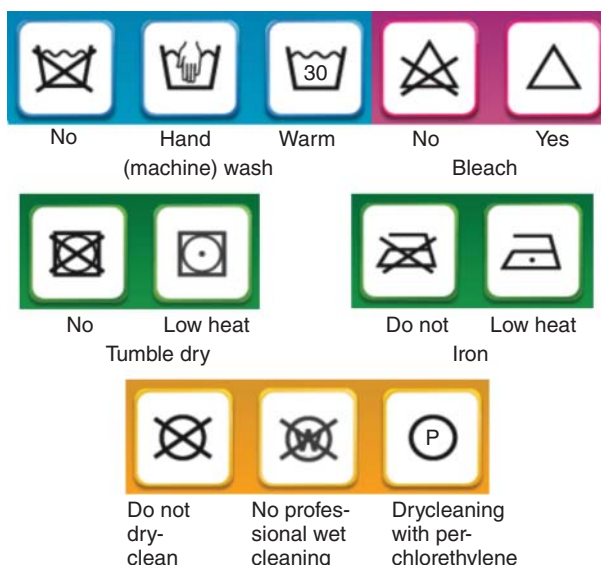 30
No Hand Warm No Yes
(machine) wash Bleach
No Low heat Do not Low heat
Tumble dry Iron
W P
Do not No profes- Drycleaning
dry- sional wet with per-
clean cleaning chlorethylene